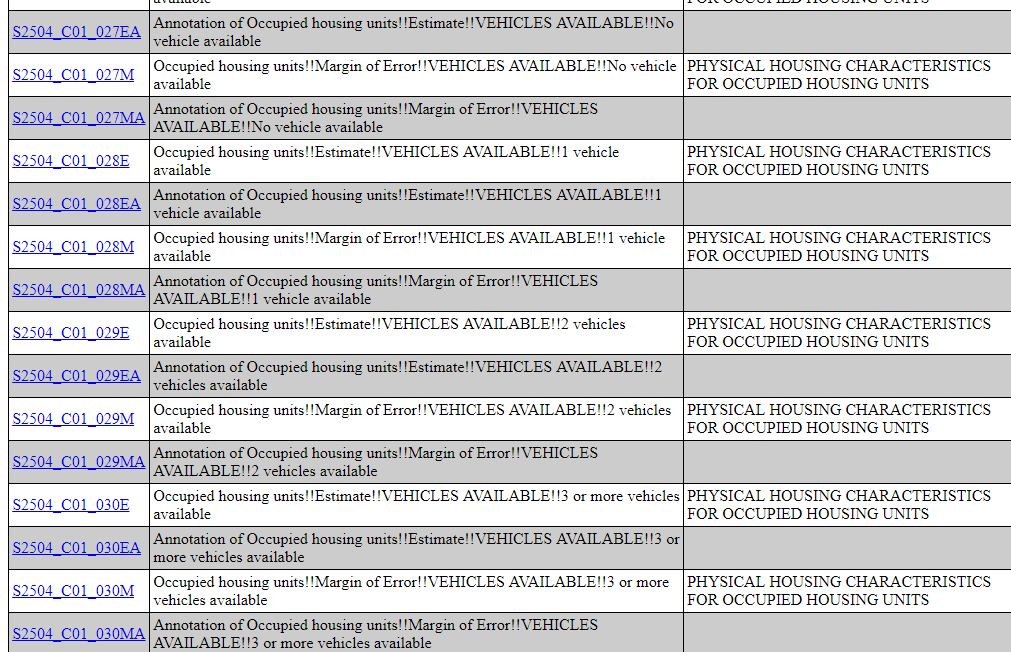 available
FOR OCCUPIED HOUSING UNITS
S2504_C01_027EA
Annotation of Occupied housing units!!Estimate!!VEHICLES AVAILABLE!!No
vehicle available
S2504_C01_027M
Occupied housing units!!Margin of Error!!VEHICLES AVAILABLE!!No vehicle
available
PHYSICAL HOUSING CHARACTERISTICS
FOR OCCUPIED HOUSING UNITS
S2504_C01_027MA
Annotation of Occupied housing units!!Margin of Error!!VEHICLES
AVAILABLE!!No vehicle available
S2504_C01_028E
Occupied housing units!!Estimate!!VEHICLES AVAILABLE!!1 vehicle
available
PHYSICAL HOUSING CHARACTERISTICS
FOR OCCUPIED HOUSING UNITS
S2504_C01_028EA
Annotation of Occupied housing units!!Estimate!!VEHICLES AVAILABLE!!1
vehicle available
S2504_C01_028M
Occupied housing units!!Margin of Error!!VEHICLES AVAILABLE!!1 vehicle
available
PHYSICAL HOUSING CHARACTERISTICS
FOR OCCUPIED HOUSING UNITS
S2504_C01_028MA
Annotation of Occupied housing units!!Margin of Error!!VEHICLES
AVAILABLE!!1 vehicle available
S2504_C01_029E
Occupied housing units!!Estimate!!VEHICLES AVAILABLE!!2 vehicles
available
PHYSICAL HOUSING CHARACTERISTICS
FOR OCCUPIED HOUSING UNITS
S2504_C01_029EA
Annotation of Occupied housing units!!Estimate!!VEHICLES AVAILABLE!!2
vehicles available
S2504_C01_029M
Occupied housing units!!Margin of Error!!VEHICLES AVAILABLE!!2 vehicles
available
PHYSICAL HOUSING CHARACTERISTICS
FOR OCCUPIED HOUSING UNITS
S2504_C01_029MA
Annotation of Occupied housing units!!Margin of Error!!VEHICLES
AVAILABLE!!2 vehicles available
S2504_C01_030E
Occupied housing units!!Estimate!!VEHICLES AVAILABLE!!3 or more vehicles
available
PHYSICAL HOUSING CHARACTERISTICS
FOR OCCUPIED HOUSING UNITS
S2504_C01_030EA
Annotation of Occupied housing units!!Estimate!!VEHICLES AVAILABLE!!3 or
more vehicles available
S2504_C01_030M
Occupied housing units!!Margin of Error!!VEHICLES AVAILABLE!!3 or more
vehicles available
PHYSICAL HOUSING CHARACTERISTICS
FOR OCCUPIED HOUSING UNITS
S2504_C01_030MA
Annotation of Occupied housing units!!Margin of Error!!VEHICLES
AVAILABLE!!3 or more vehicles available